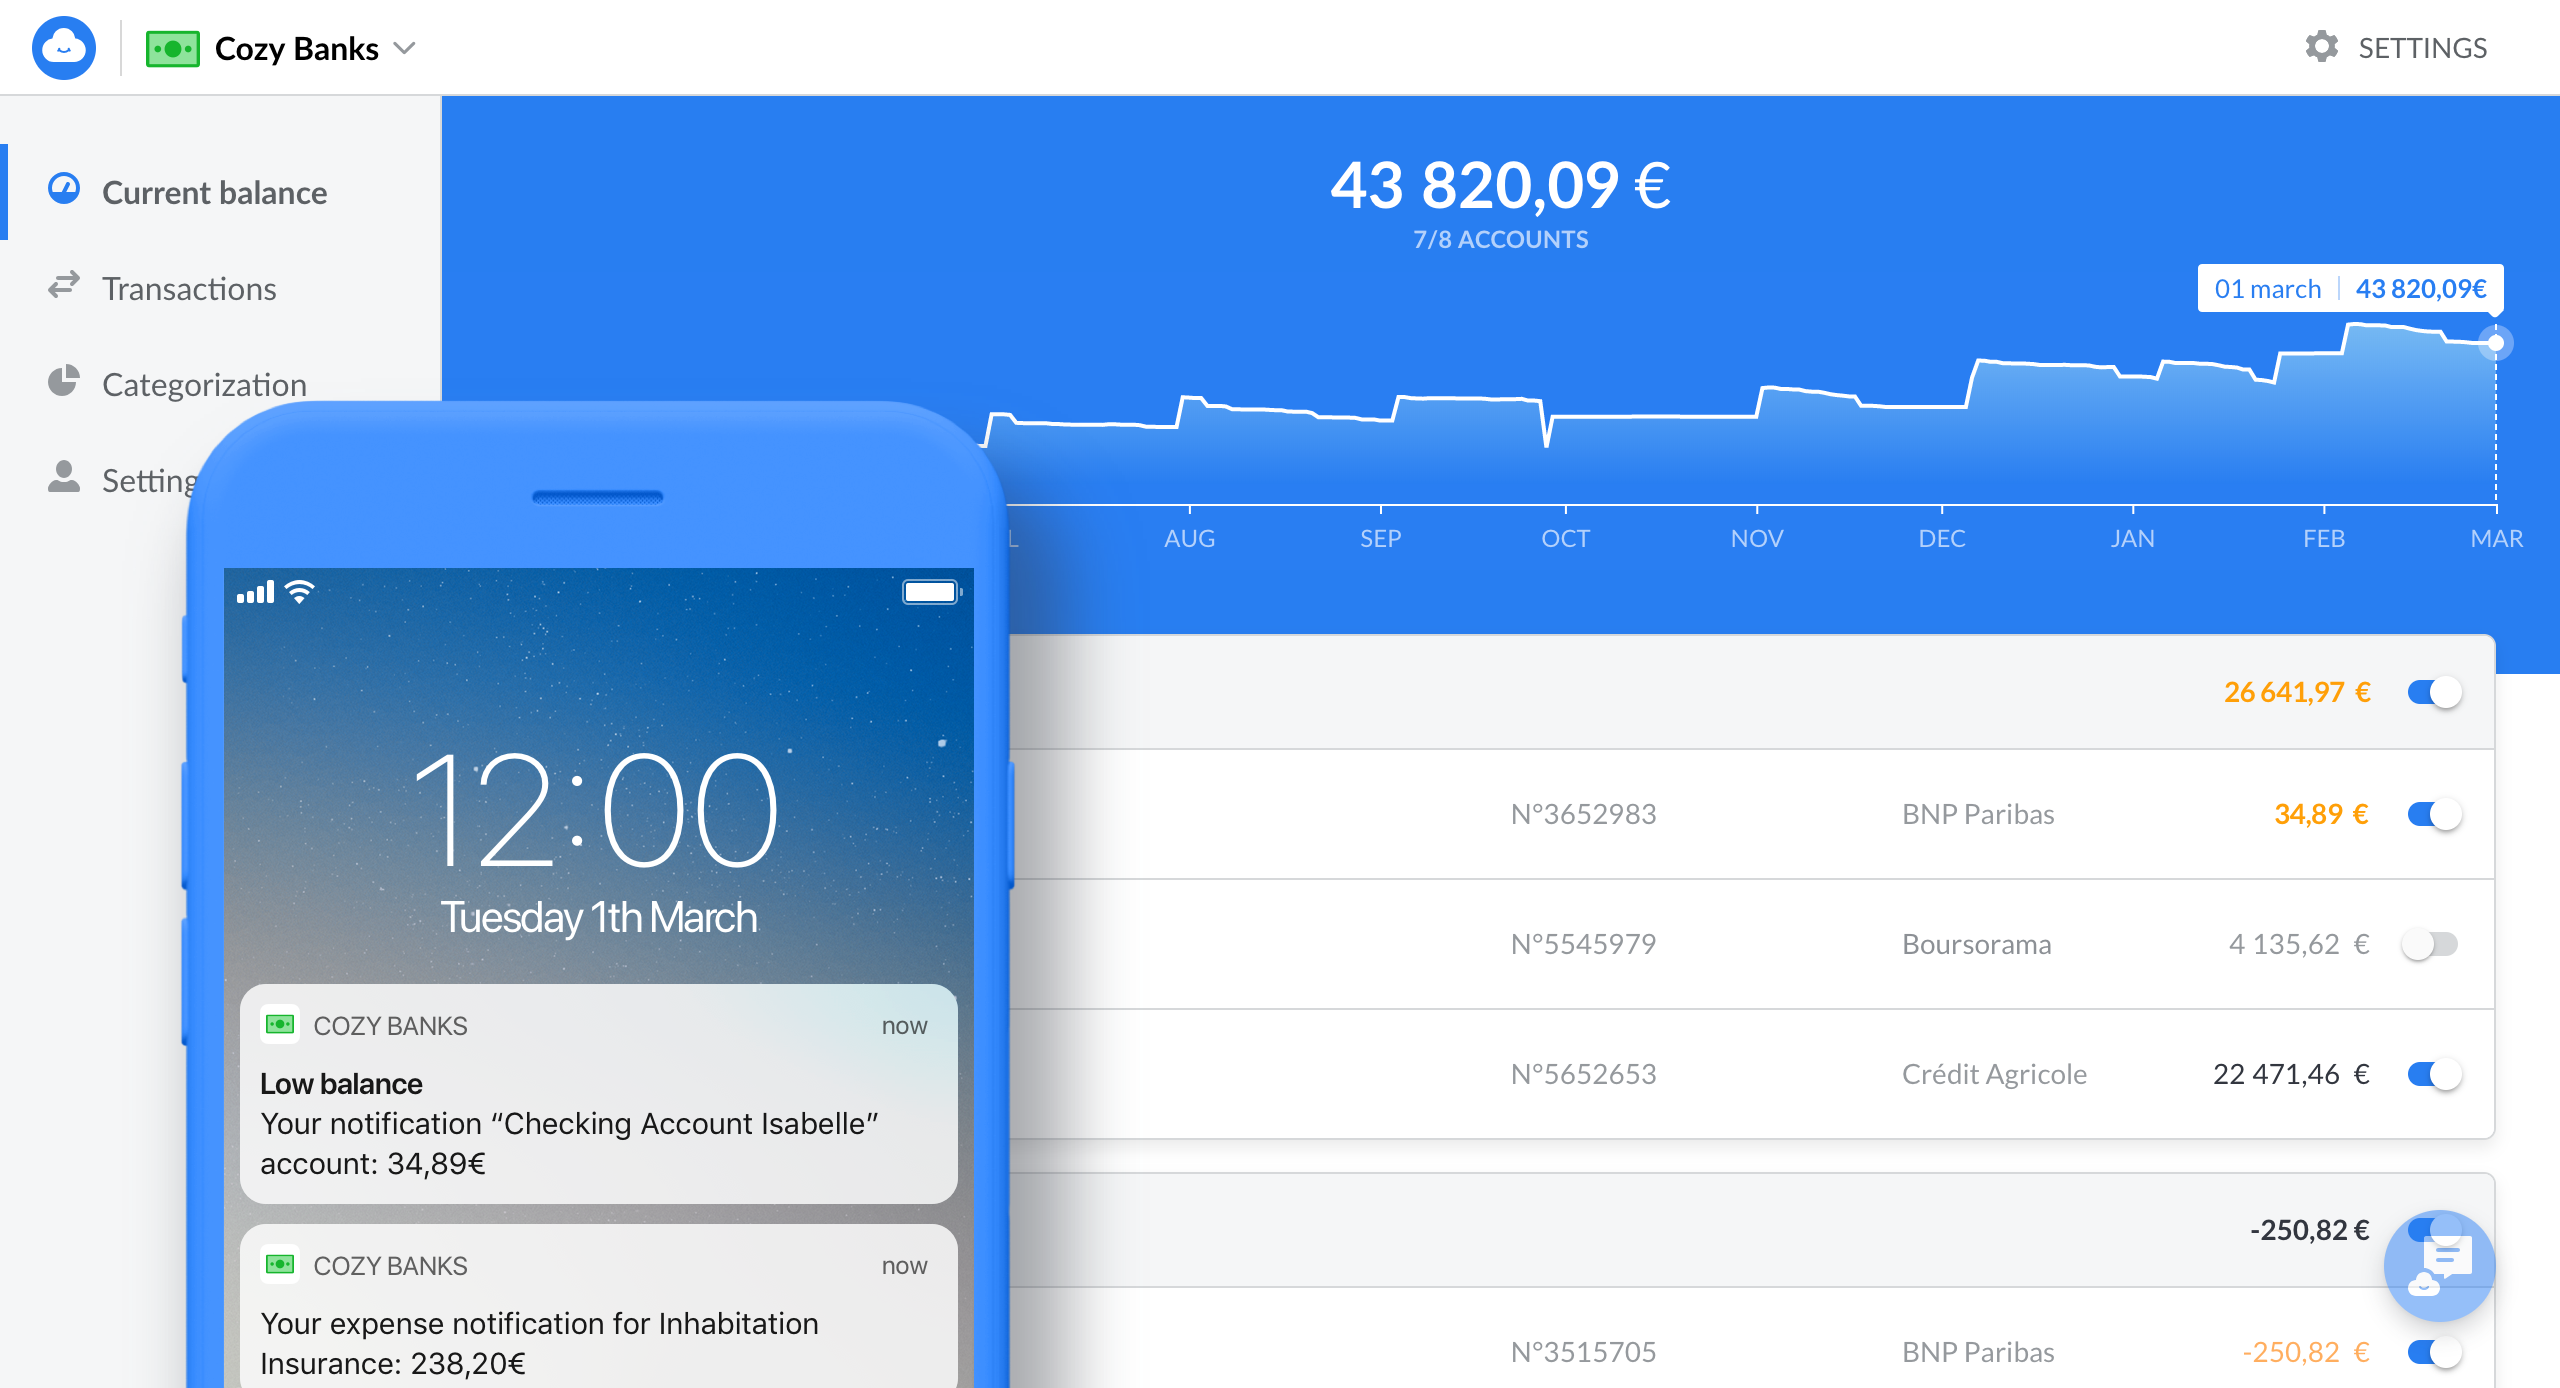 Cozy Banks
SETTINGS
Current balance
Transactions
Categorization
Setting
43 820,09 €
7/8 ACCOUNTS
01 march 43 820,09€
L AUG SEP OCT NOV DEC JAN FEB MAR
26 641,97 €
N°3652983 BNP Paribas 34,89 €
N°5545979 Boursorama 4 135,62 €
N°5652653 Crédit Agricole 22 471,46 €
-250,82 €
N°3515705 BNP Paribas -250,82 €
12:00
Tuesday 1th March
COZY BANKS now
Low balance
Your notification “Checking Account Isabelle”
account: 34,89€
COZY BANKS now
Your expense notification for Inhabitation
Insurance: 238,20€